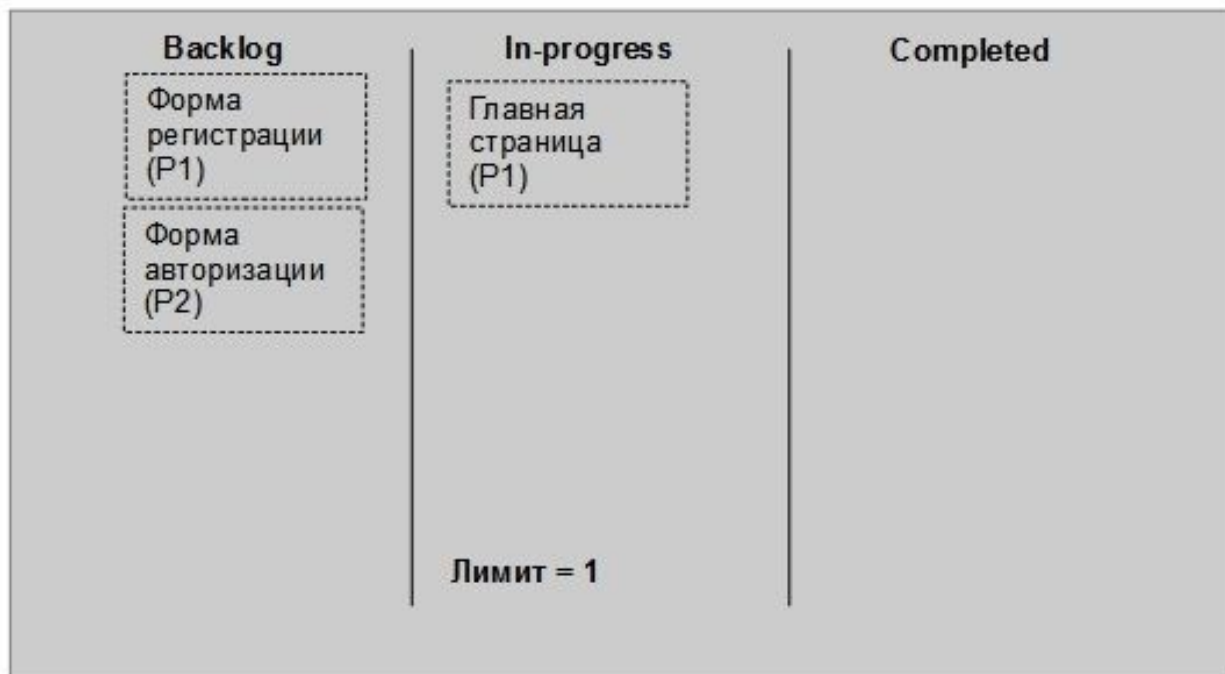 Backlog
Форма
регистрации
(P1)
Форма
авторизации
(P2)
In-progress
Главная
страница
(P1)
Лимит = 1
Completed